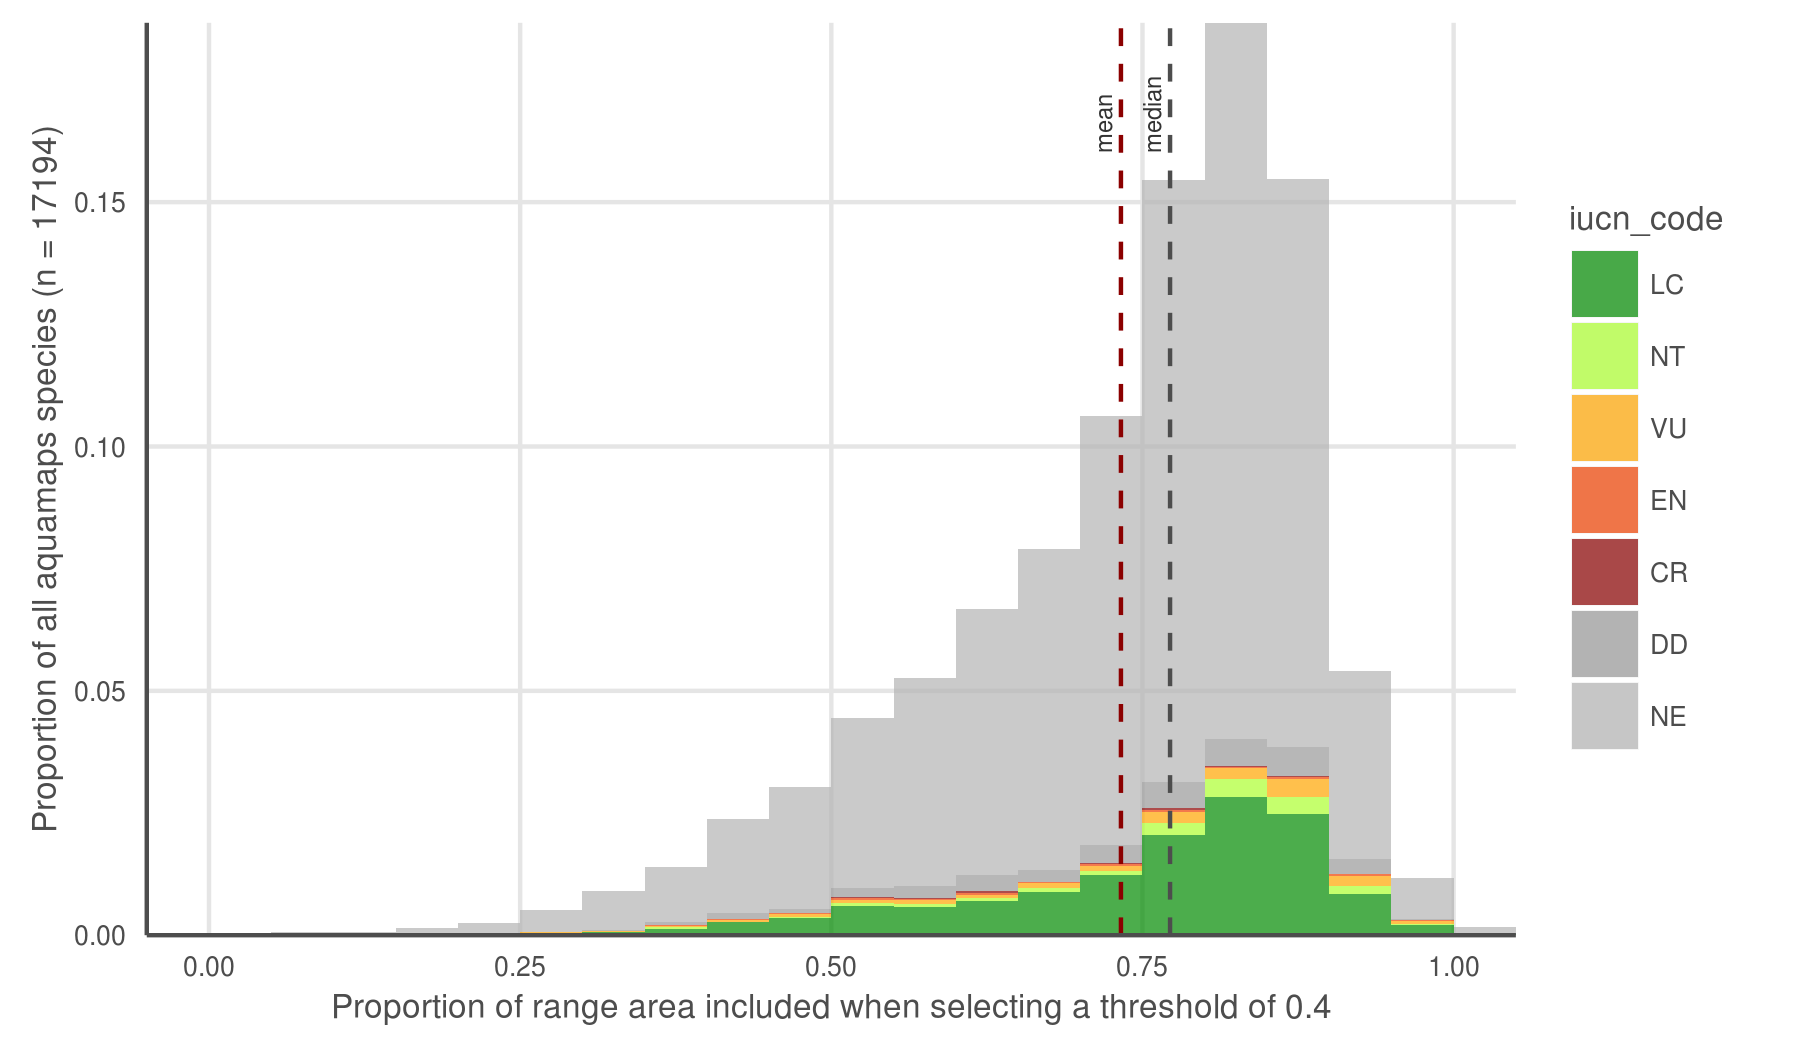 Proportion of all aquamaps species (n = 17194)
0.15
0.10
0.05
0.00
mean
median
0.00
0.25
0.50
0.75
1.00
Proportion of range area included when selecting a threshold of 0.4
iucn_code
LC
NT
VU
EN
CR
DD
NE